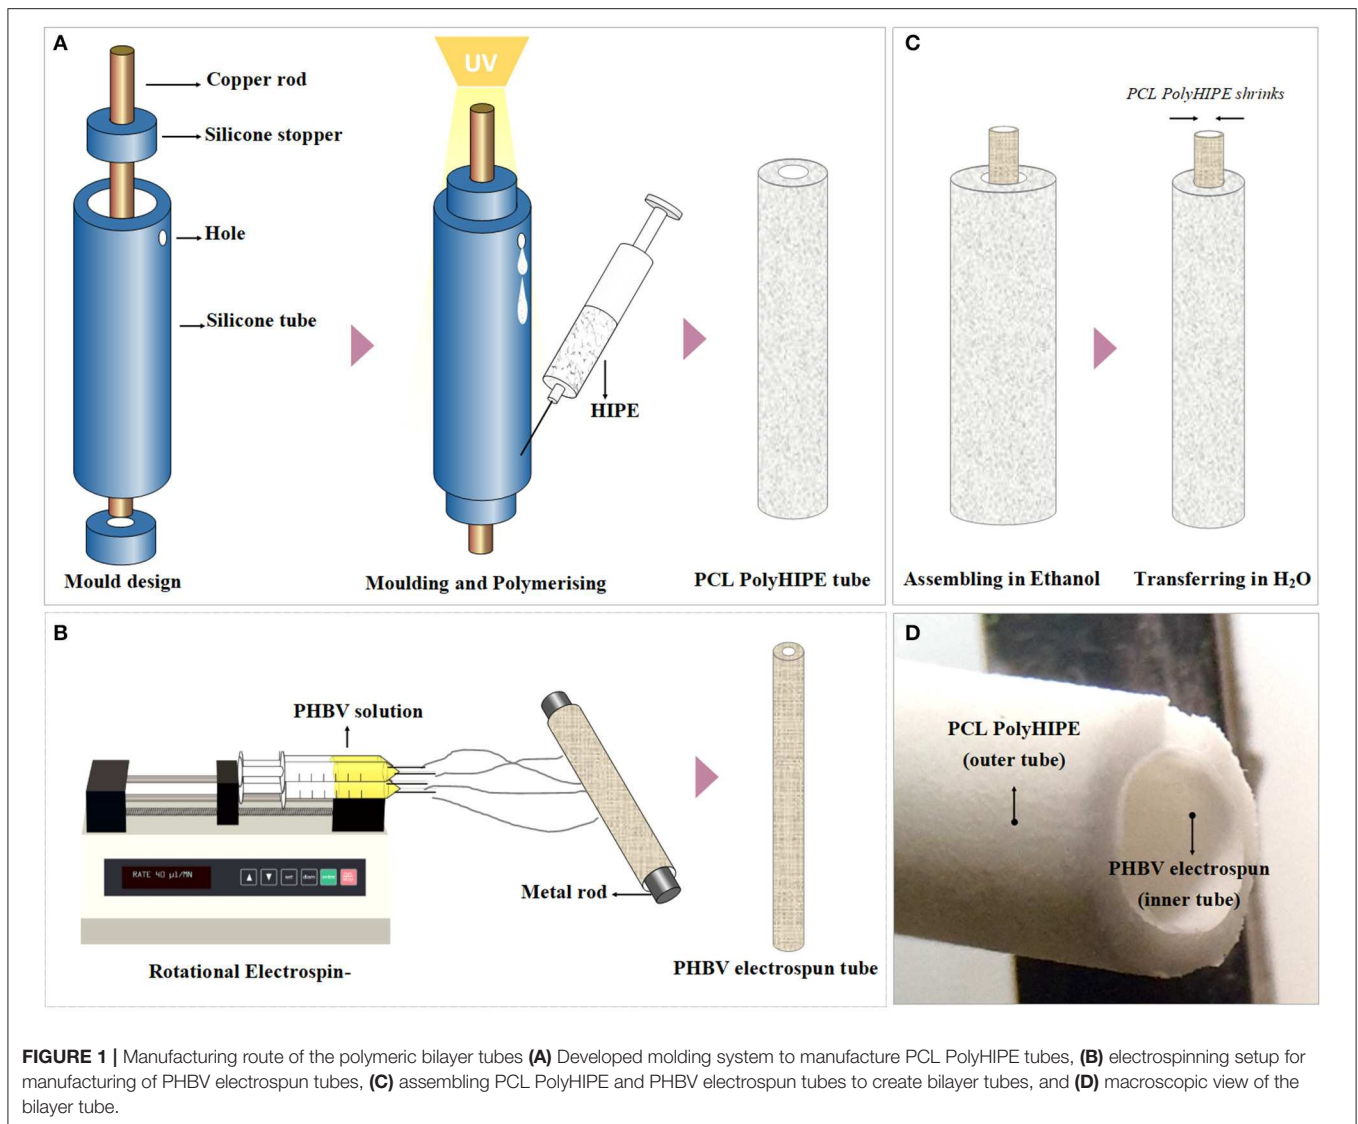 A
UV
Copper rod
Silicone stopper
Hole
Silicone tube
HIPE
Mould design
Moulding and Polymerising
PCL PolyHIPE tube
C
PCL PolyHIPE shrinks
Assembling in Ethanol
Transferring in H₂O
B
PHBV solution
RATE 40 µl/MN
set
Metal rod
Rotational Electrospin-
PHBV electrospun tube
D
PCL PolyHIPE
(outer tube)
PHBV electrospun
(inner tube)
FIGURE 1 | Manufacturing route of the polymeric bilayer tubes (A) Developed molding system to manufacture PCL PolyHIPE tubes, (B) electrospinning setup for
manufacturing of PHBV electrospun tubes, (C) assembling PCL PolyHIPE and PHBV electrospun tubes to create bilayer tubes, and (D) macroscopic view of the
bilayer tube.